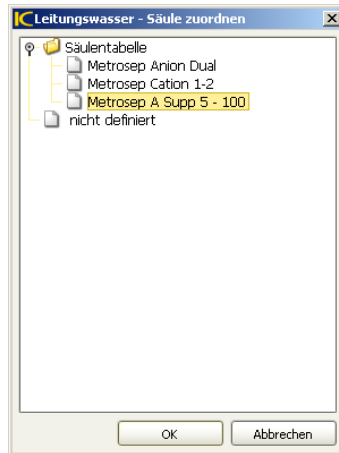 IC Leitungswasser - Säule zuordnen
Säulentabelle
Metrosep Anion Dual
Metrosep Cation 1-2
Metrosep A Supp 5 - 100
nicht definiert
OK Abbrechen